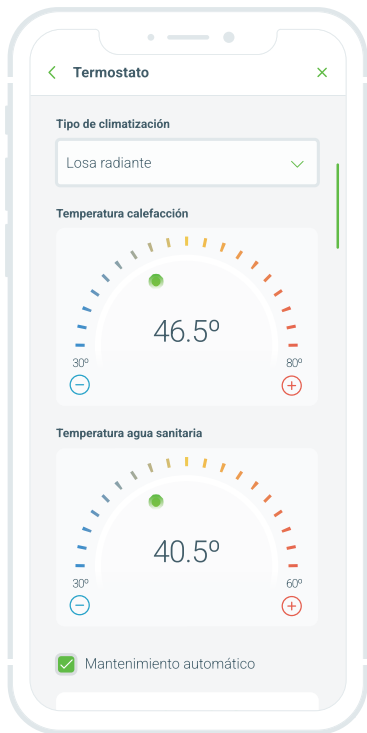 Termostato
Tipo de climatización
Losa radiante
Temperatura calefacción
46.5º
30º 80º
Temperatura agua sanitaria
40.5º
30º 60º
Mantenimiento automático